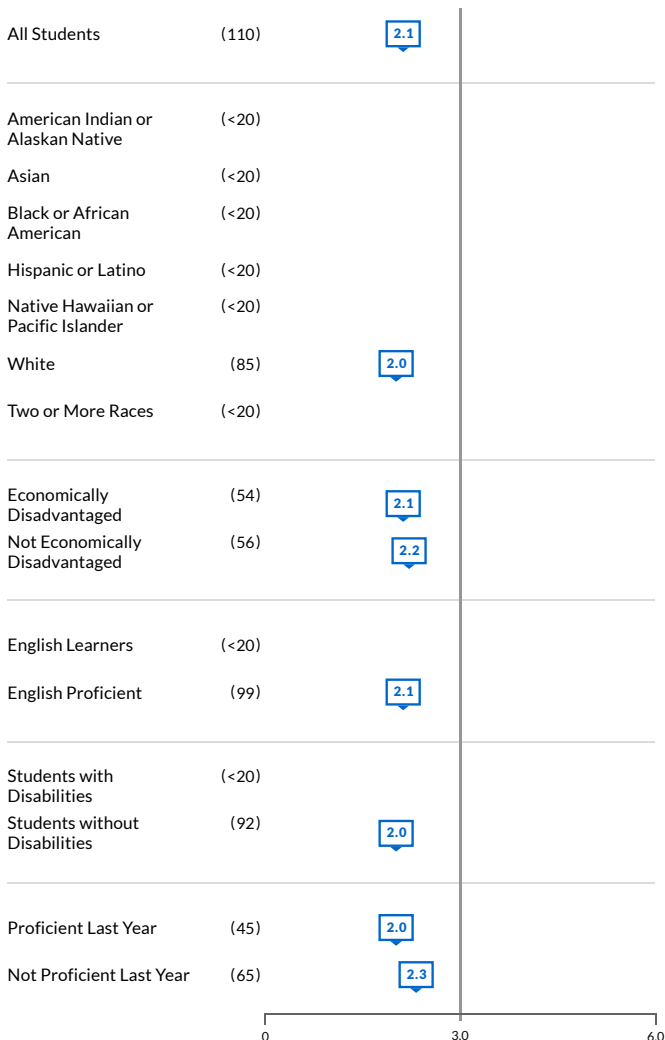 All Students (110) 2.1
American Indian or (<20)
Alaskan Native
Asian (<20)
Black or African (<20)
American
Hispanic or Latino (<20)
Native Hawaiian or (<20)
Pacific Islander
White (85) 2.0
Two or More Races (<20)
Economically (54) 2.1
Disadvantaged
Not Economically (56) 2.2
Disadvantaged
English Learners (<20)
English Proficient (99) 2.1
Students with (<20)
Disabilities
Students without (92) 2.0
Disabilities
Proficient Last Year (45) 2.0
Not Proficient Last Year (65) 2.3
0 3.0 6.0